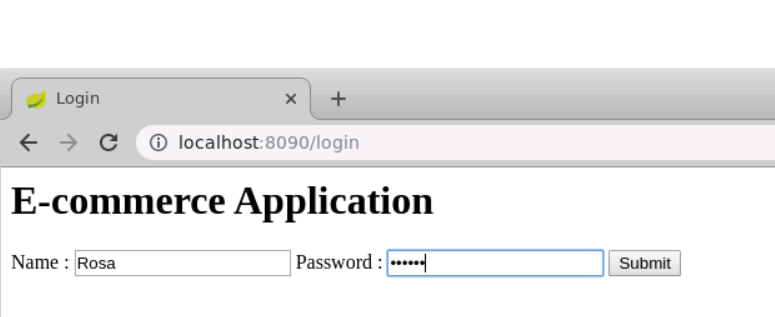 Login
localhost:8090/login
E-commerce Application
Name : Rosa Password : •••••• Submit